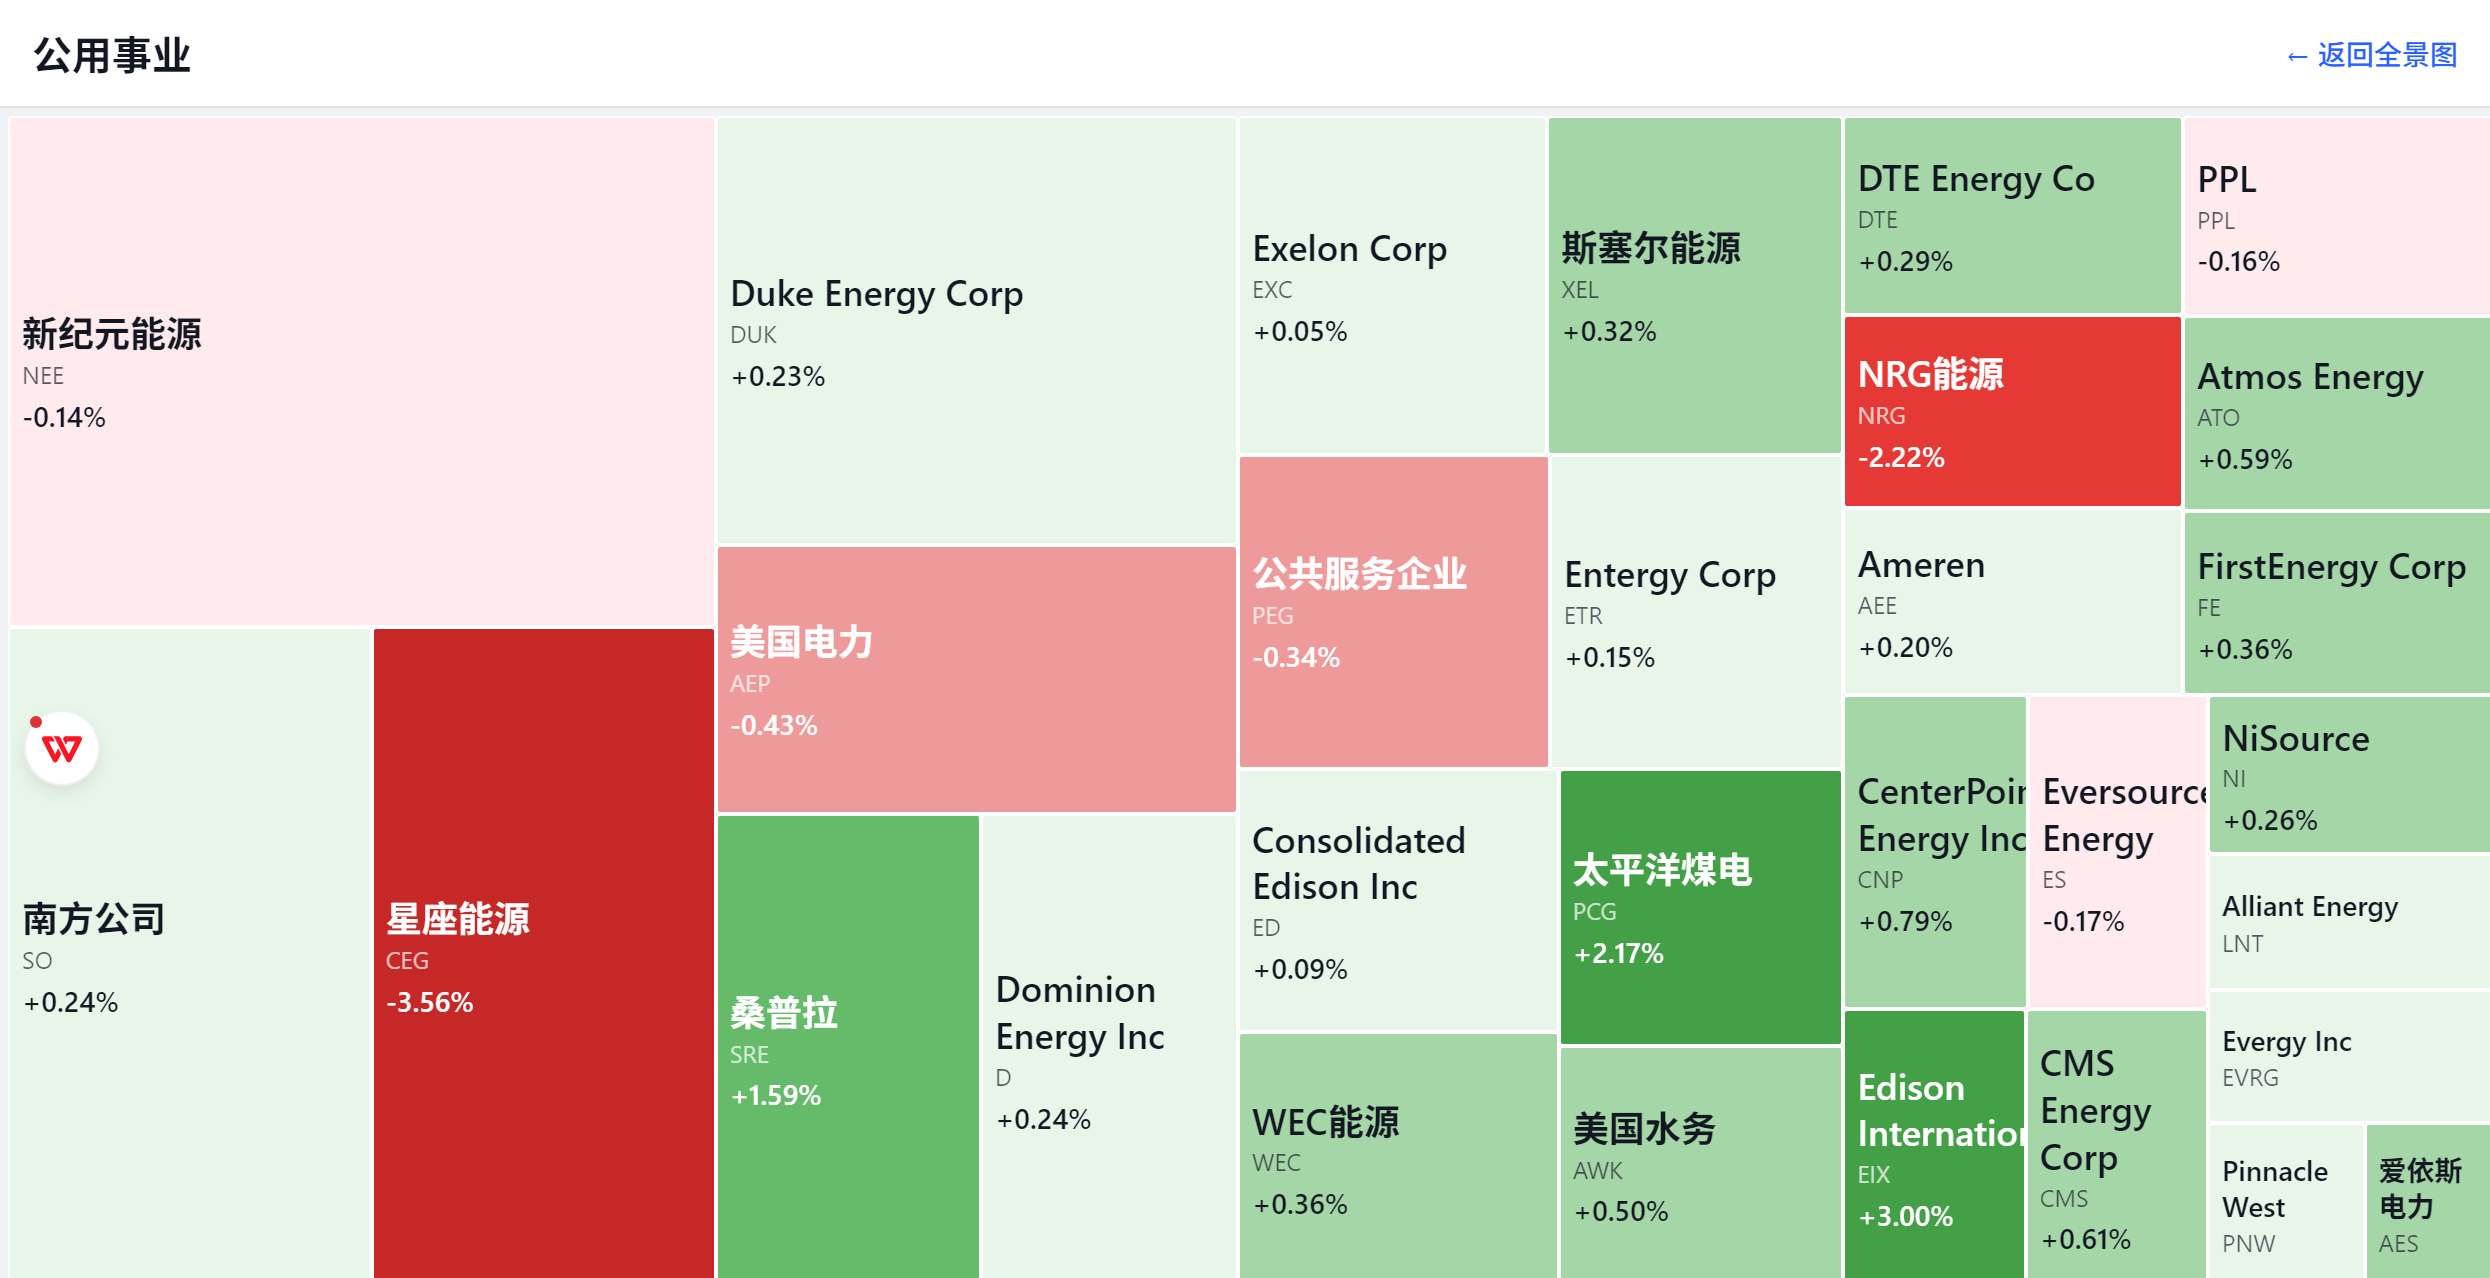 公用事业
← 返回全景图
新纪元能源
NEE
-0.14%
南方公司
SO
+0.24%
星座能源
CEG
-3.56%
Duke Energy Corp
DUK
+0.23%
美国电力
AEP
-0.43%
桑普拉
SRE
+1.59%
Dominion
Energy Inc
D
+0.24%
Exelon Corp
EXC
+0.05%
斯塞尔能源
XEL
+0.32%
公共服务企业
PEG
-0.34%
Entergy Corp
ETR
+0.15%
Consolidated
Edison Inc
ED
+0.09%
太平洋煤电
PCG
+2.17%
WEC能源
WEC
+0.36%
美国水务
AWK
+0.50%
DTE Energy Co
DTE
+0.29%
PPL
PPL
-0.16%
NRG能源
NRG
-2.22%
Atmos Energy
ATO
+0.59%
Ameren
AEE
+0.20%
FirstEnergy Corp
FE
+0.36%
CenterPoin
Energy Inc
CNP
+0.79%
Eversource
Energy
ES
-0.17%
NiSource
NI
+0.26%
Alliant Energy
LNT
Evergy Inc
EVRG
Edison
Internation
EIX
+3.00%
CMS
Energy
Corp
CMS
+0.61%
Pinnacle
West
PNW
爱依斯
电力
AES